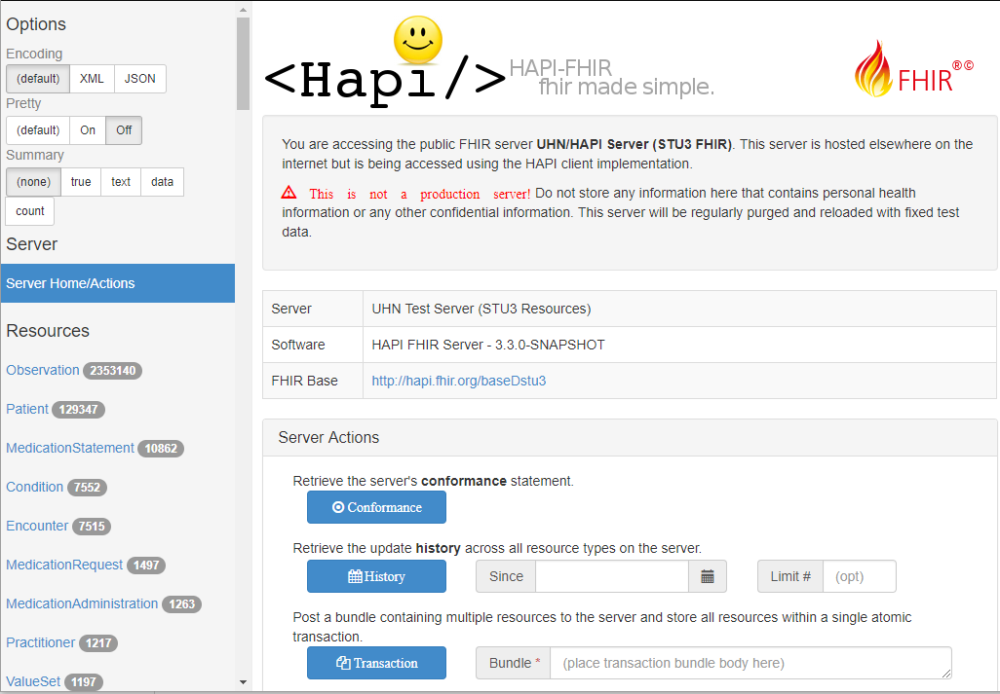 Options
Encoding
(default) XML JSON
Pretty
(default) On Off
Summary
(none) true text data
count
Server
Server Home/Actions
Resources
Observation 2353140
Patient 129347
MedicationStatement 10862
Condition 7552
Encounter 7515
MedicationRequest 1497
MedicationAdministration 1263
Practitioner 1217
ValueSet 1197
<Hapi/>
HAPI-FHIR
fhir made simple.
FHIR®©
You are accessing the public FHIR server UHN/HAPI Server (STU3 FHIR). This server is hosted elsewhere on the
internet but is being accessed using the HAPI client implementation.
This is not a production server! Do not store any information here that contains personal health
information or any other confidential information. This server will be regularly purged and reloaded with fixed test
data.
Server UHN Test Server (STU3 Resources)
Software HAPI FHIR Server - 3.3.0-SNAPSHOT
FHIR Base http://hapi.fhir.org/baseDstu3
Server Actions
Retrieve the server's conformance statement.
Conformance
Retrieve the update history across all resource types on the server.
History Since Limit # (opt)
Post a bundle containing multiple resources to the server and store all resources within a single atomic
transaction.
Transaction Bundle * (place transaction bundle body here)